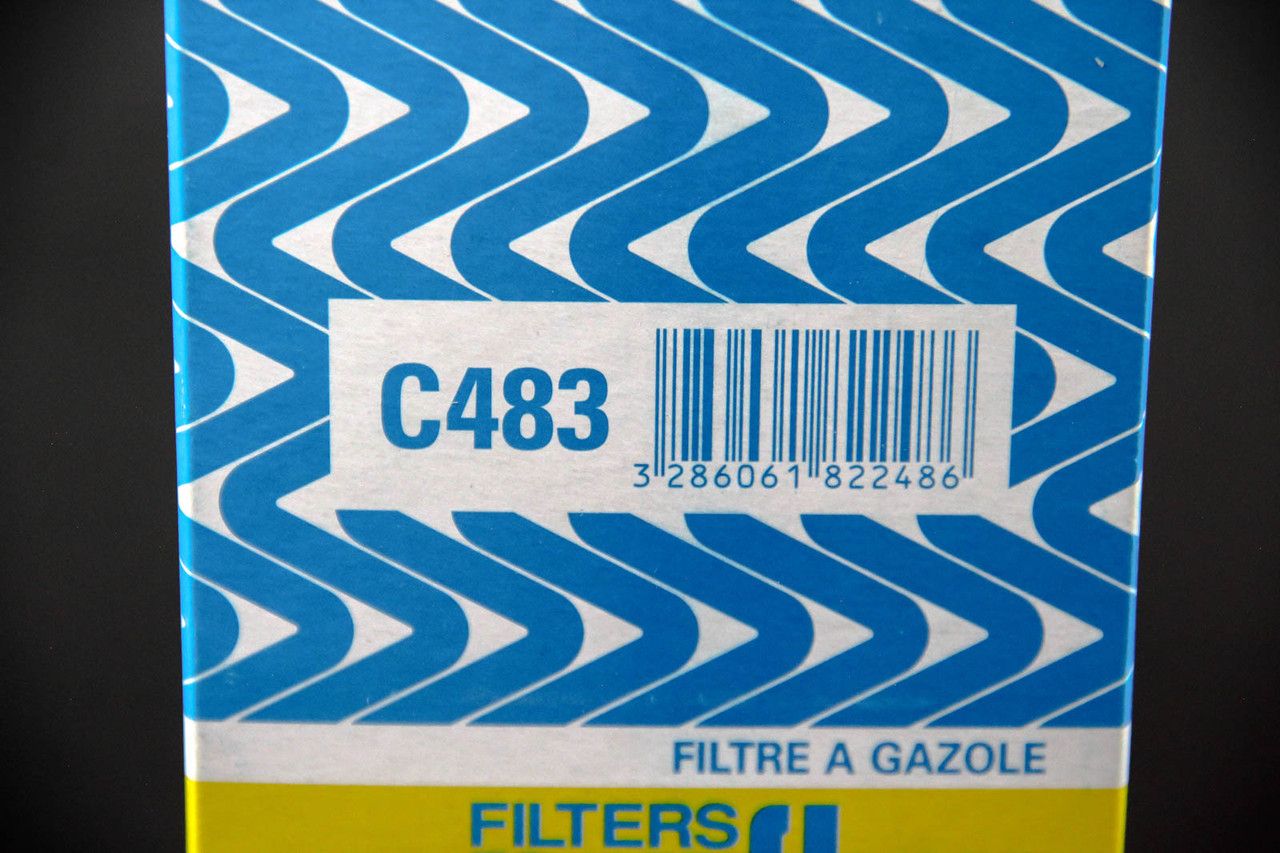 C483
3 286061 822486
FILTRE A GAZOLE
FILTERS